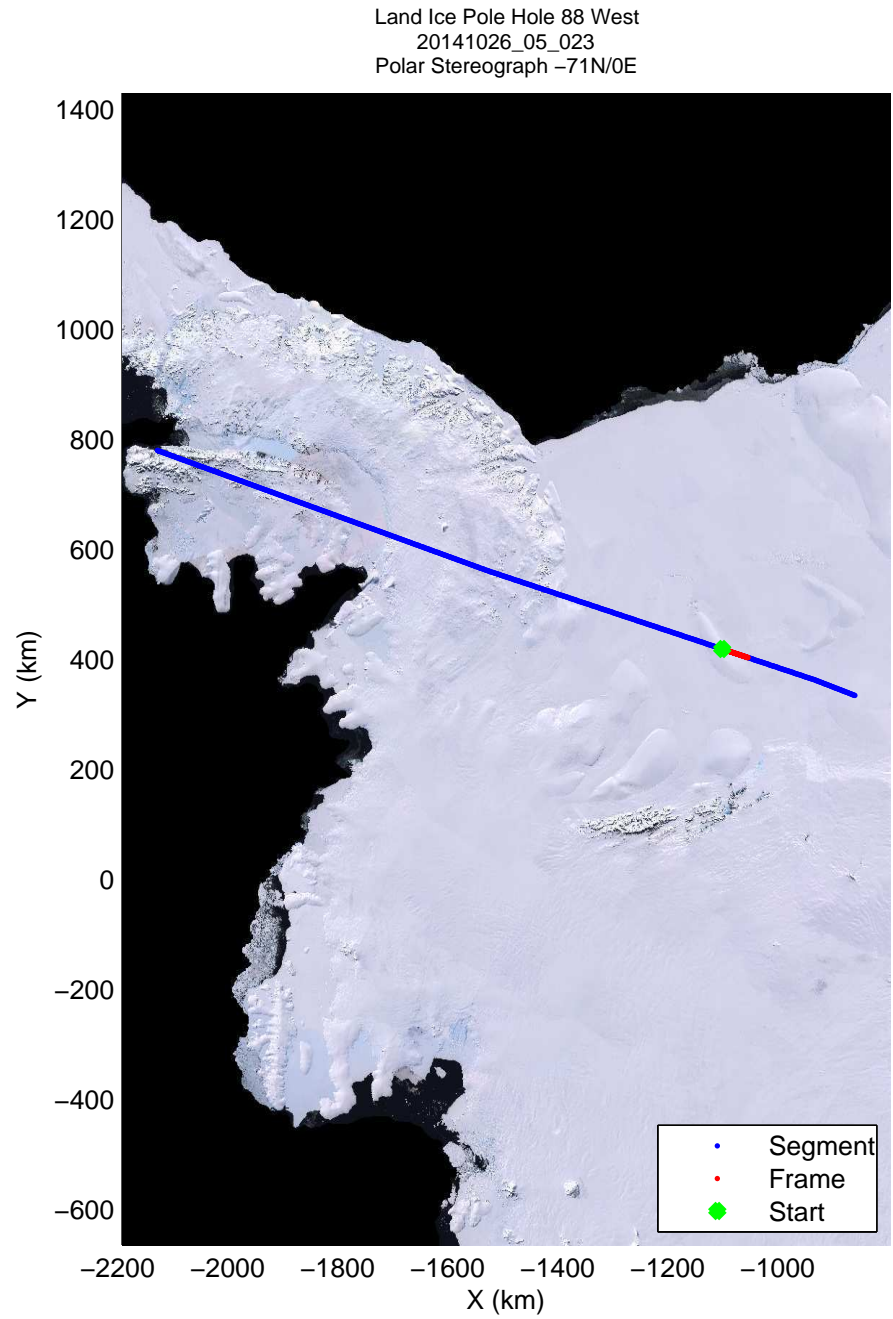 Land Ice Pole Hole 88 West
20141026_05_023
Polar Stereograph −71N/0E
1400
1200
1000
800
600
400
200
0
−200
−400
−600
Y (km)
Segment
Frame
Start
−2200 −2000 −1800 −1600 −1400 −1200 −1000
X (km)